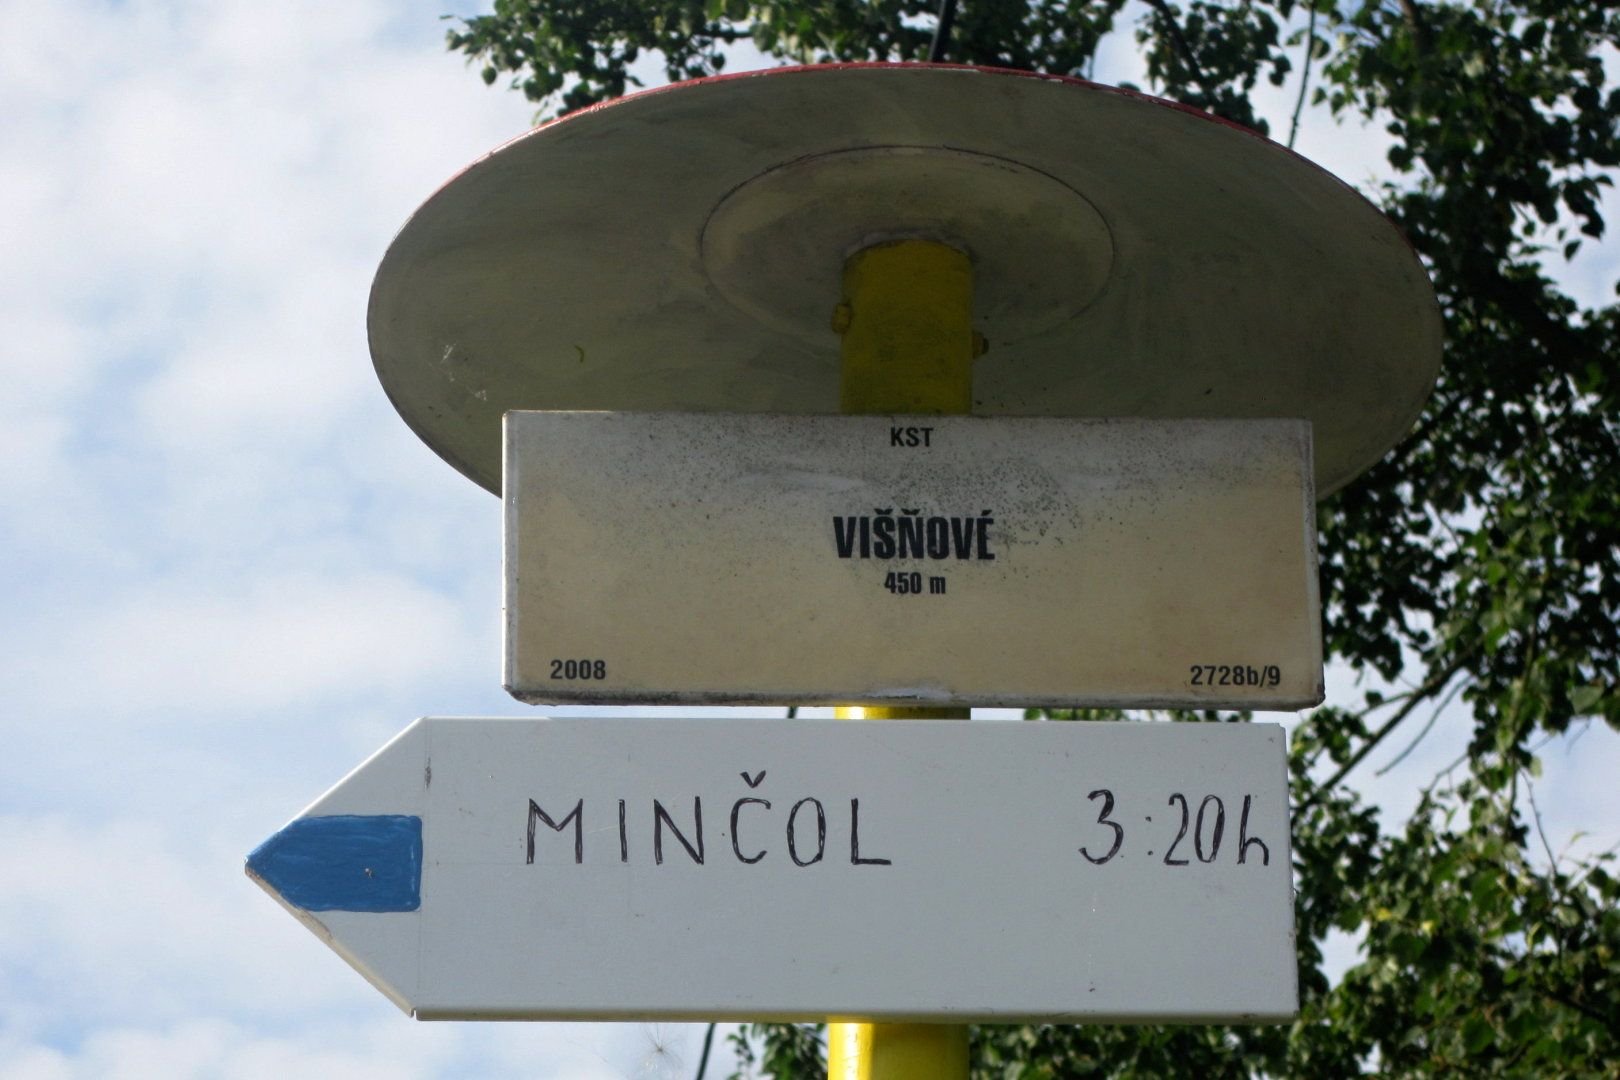 KST
VIŠŇOVÉ
450 m
2008
2728b/9
MINČOL 3:20h